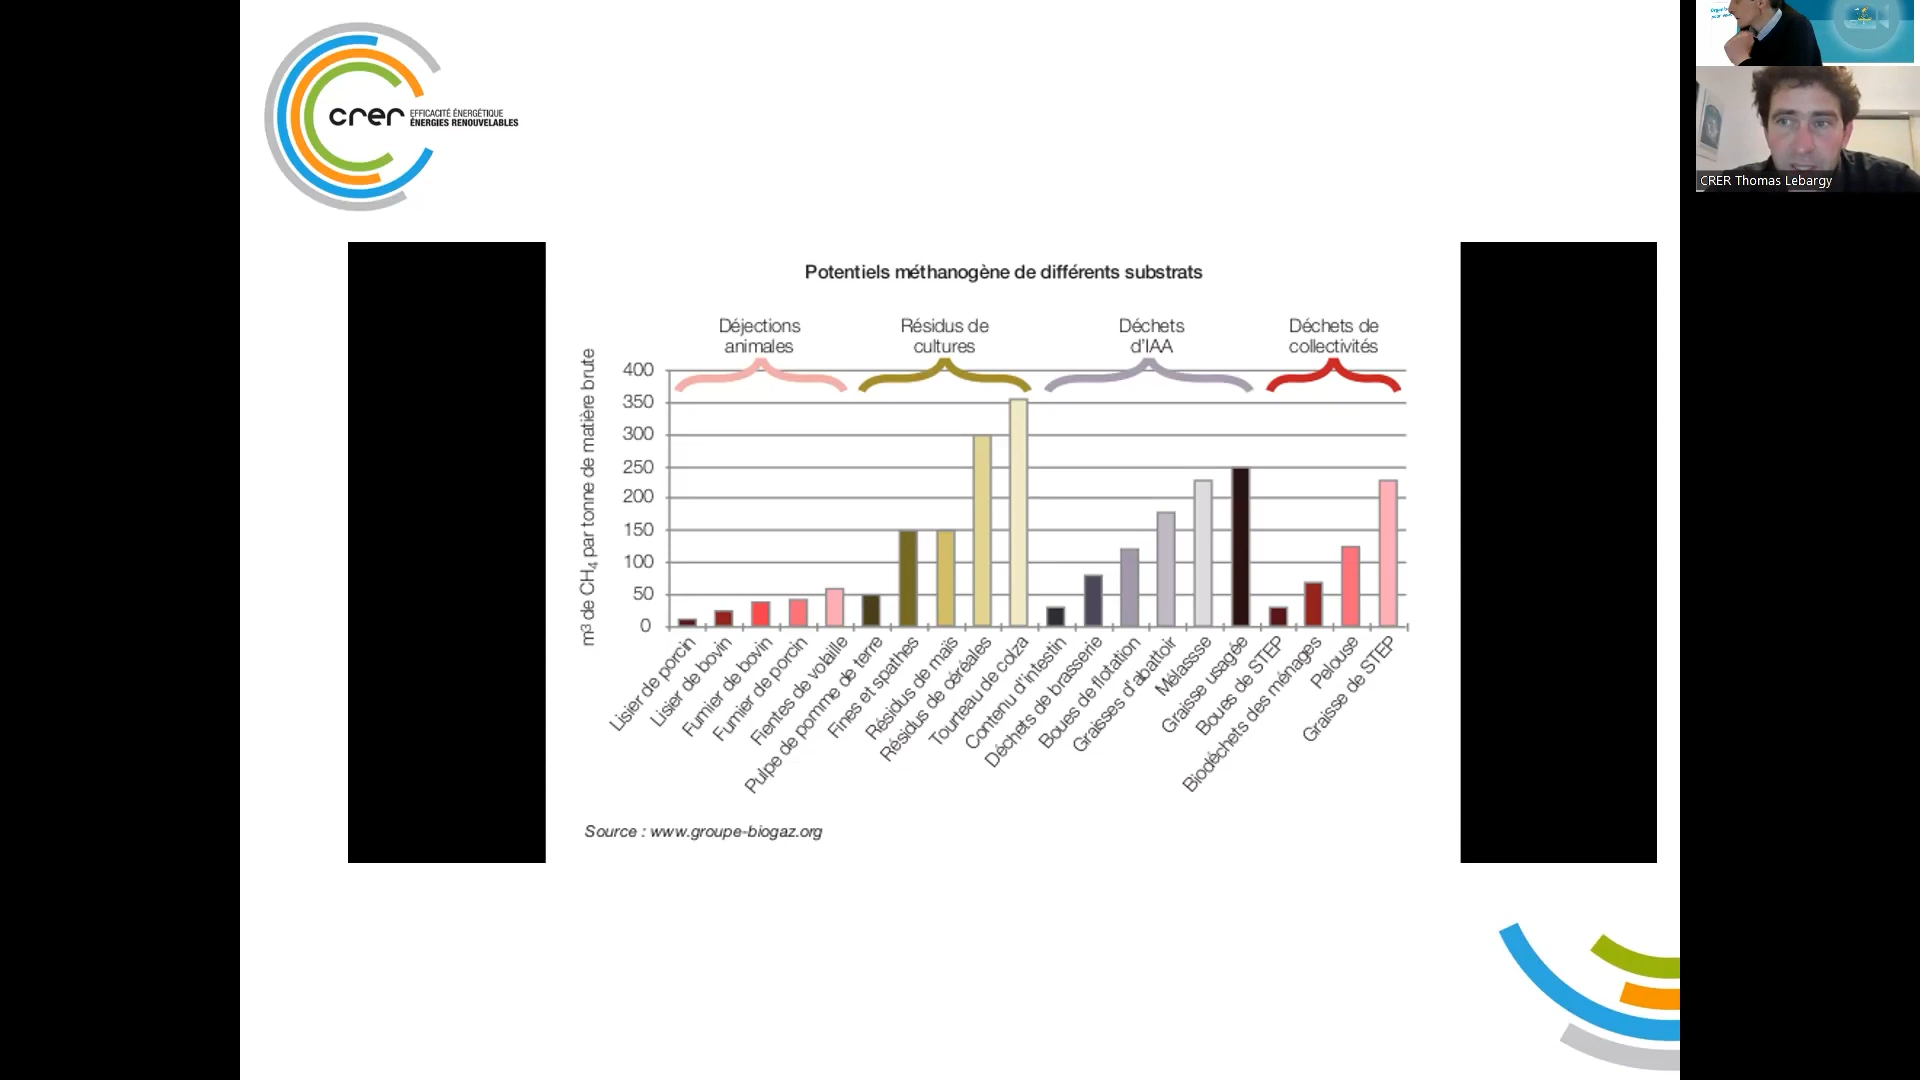 crer
EFFICACITÉ ÉNERGÉTIQUE
ÉNERGIES RENOUVELABLES
CRER Thomas Lebargy
Potentiels méthanogène de différents substrats
Déjections
animales
Résidus de
cultures
Déchets
d'IAA
Déchets de
collectivités
m³ de CH₄ par tonne de matière brute
400
350
300
250
200
150
100
50
0
Lisier de porcin
Lisier de bovin
Fumier de bovin
Fumier de porcin
Fientes de volaille
Pulpe de pomme de terre
Fines et spathes
Résidus de maïs
Résidus de céréales
Tourteau de colza
Contenu d'intestin
Déchets de brasserie
Boues de flotation
Graisses d'abattoir
Mélassse
Graisse usagée
Boues de STEP
Biodéchets des ménages
Pelouse
Graisse de STEP
Source : www.groupe-biogaz.org